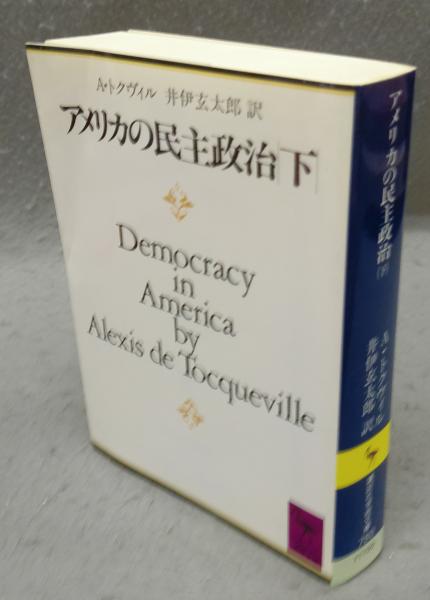 A・トクヴィル 井伊玄太郎 訳
アメリカの民主政治[下]
Democracy
in
America
by
Alexis de Tocqueville
アメリカの民主政治
(下)
A・トクヴィル
井伊玄太郎 訳